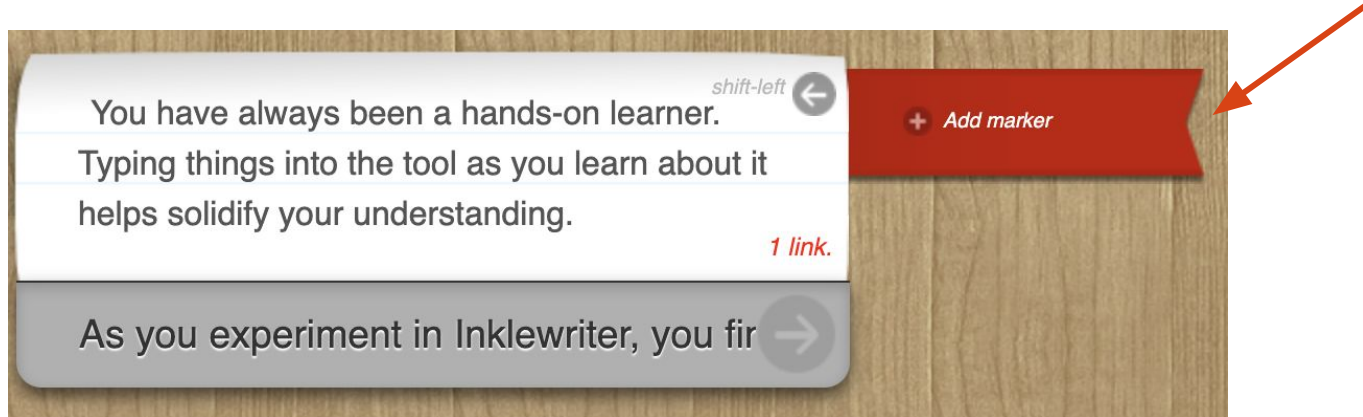 shift-left
You have always been a hands-on learner.
Typing things into the tool as you learn about it
helps solidify your understanding.
1 link.
As you experiment in Inklewriter, you fir
Add marker